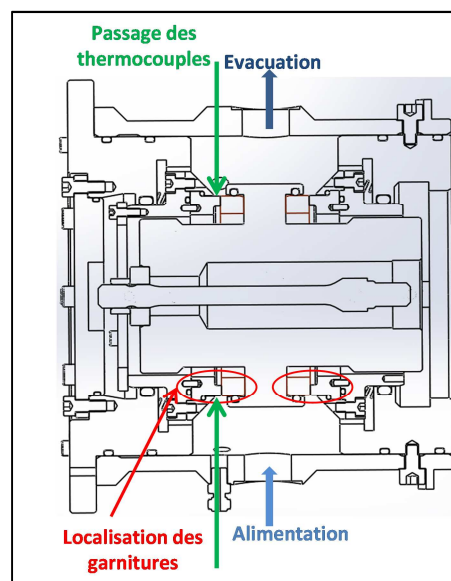 Passage des
thermocouples
Evacuation
Localisation des
garnitures
Alimentation